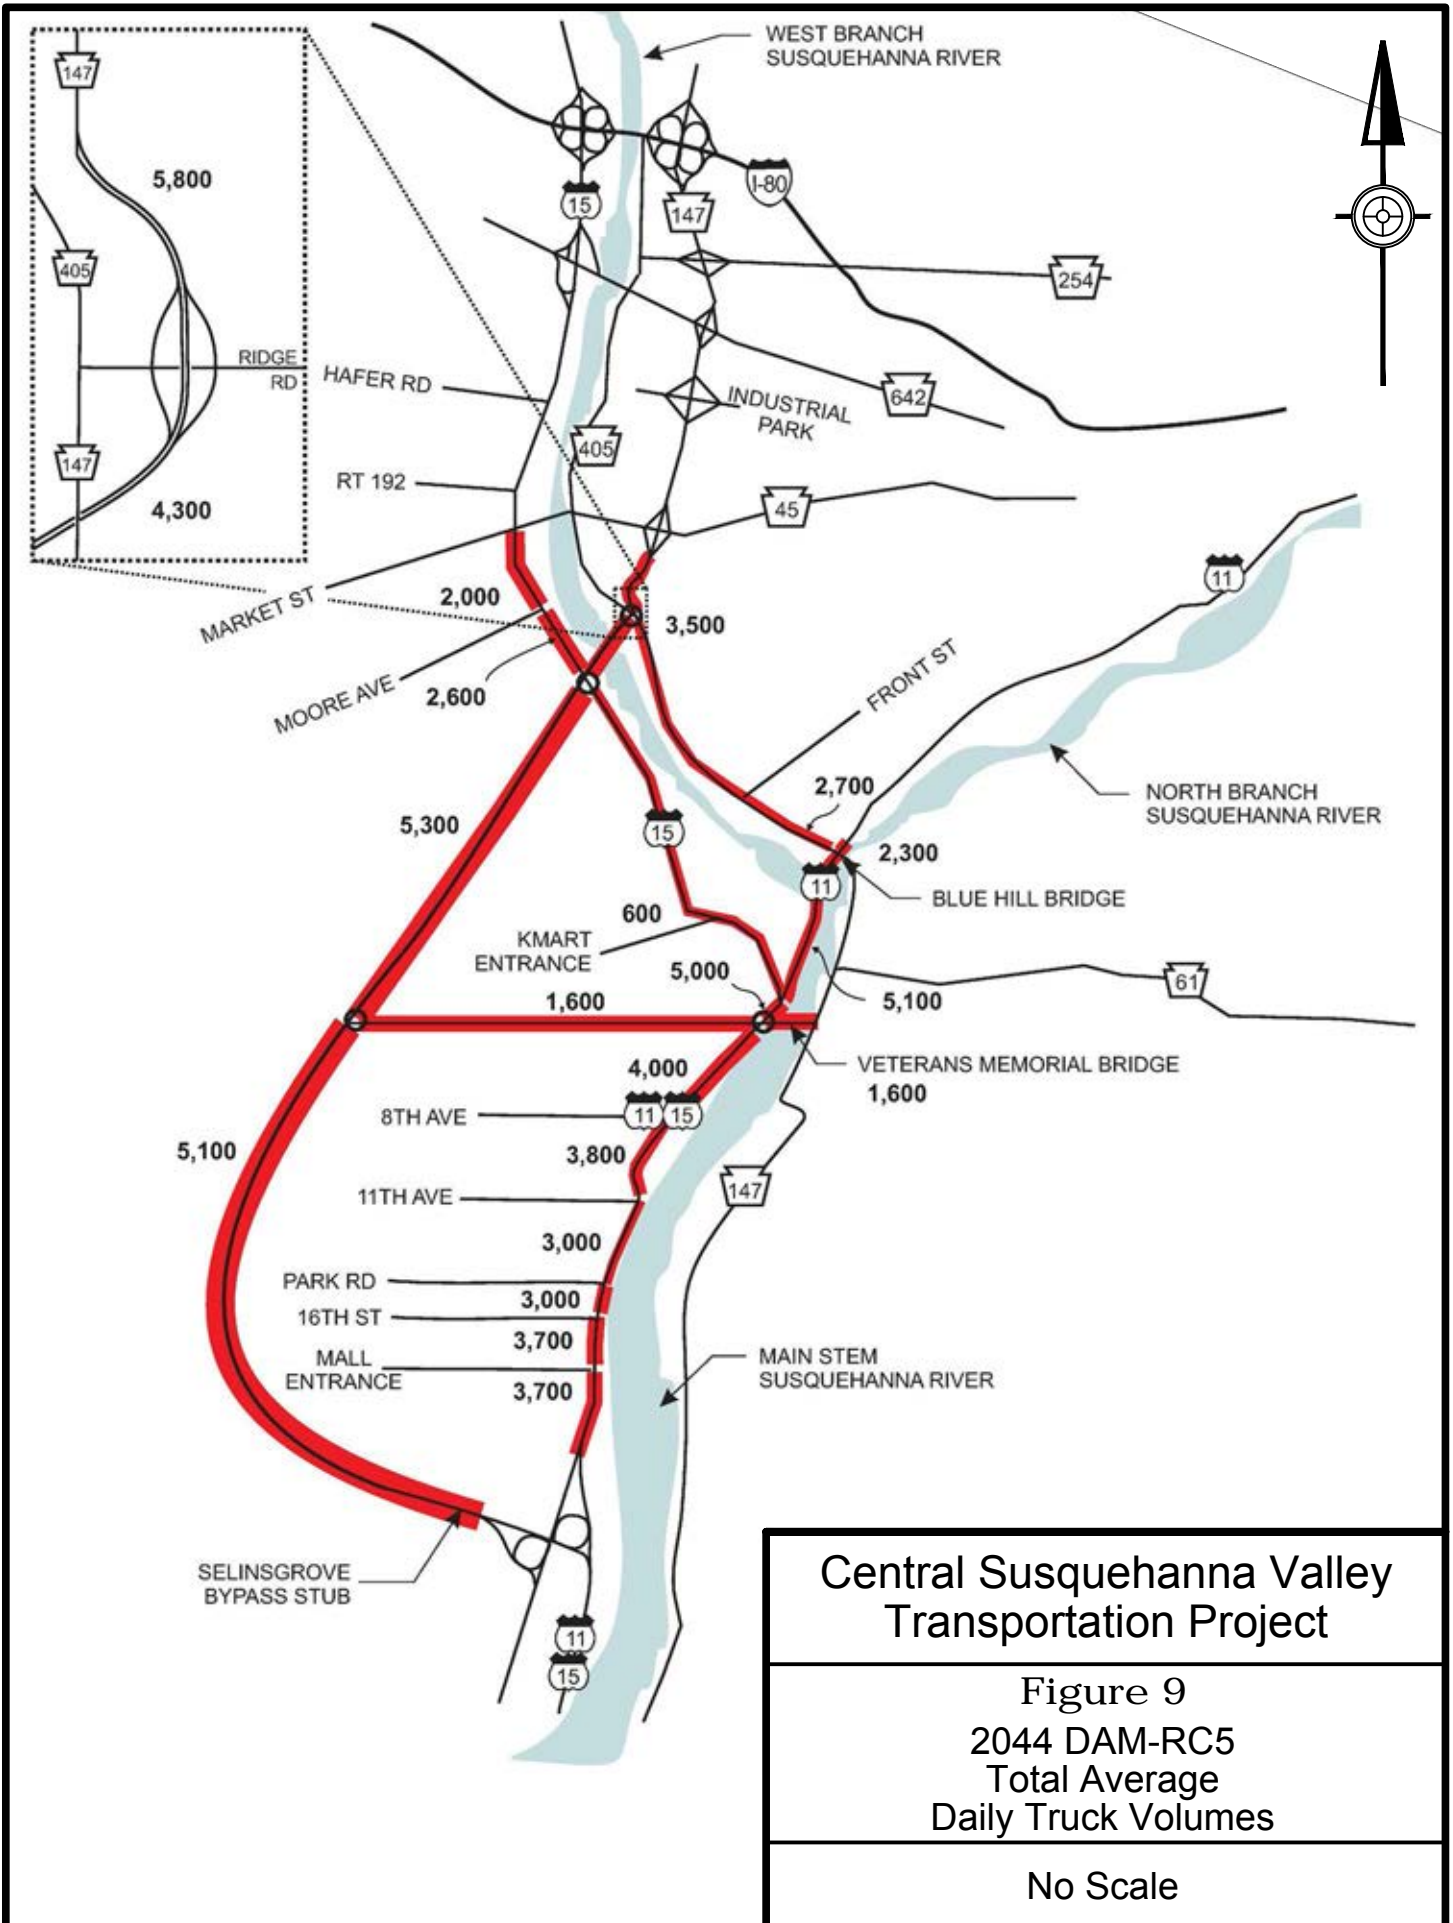 WEST BRANCH
SUSQUEHANNA RIVER
147
5,800
405
RIDGE
RD
147
4,300
15
147
I-80
254
HAFER RD
INDUSTRIAL
PARK
642
405
RT 192
45
11
MARKET ST
2,000
3,500
MOORE AVE
2,600
FRONT ST
NORTH BRANCH
SUSQUEHANNA RIVER
2,700
5,300
15
2,300
11
BLUE HILL BRIDGE
600
KMART
ENTRANCE
5,000
61
1,600
5,100
VETERANS MEMORIAL BRIDGE
1,600
4,000
8TH AVE
11
15
5,100
3,800
11TH AVE
147
3,000
PARK RD
3,000
16TH ST
3,700
MALL
ENTRANCE
3,700
MAIN STEM
SUSQUEHANNA RIVER
SELINSGROVE
BYPASS STUB
11
15
Central Susquehanna Valley
Transportation Project
Figure 9
2044 DAM-RC5
Total Average
Daily Truck Volumes
No Scale